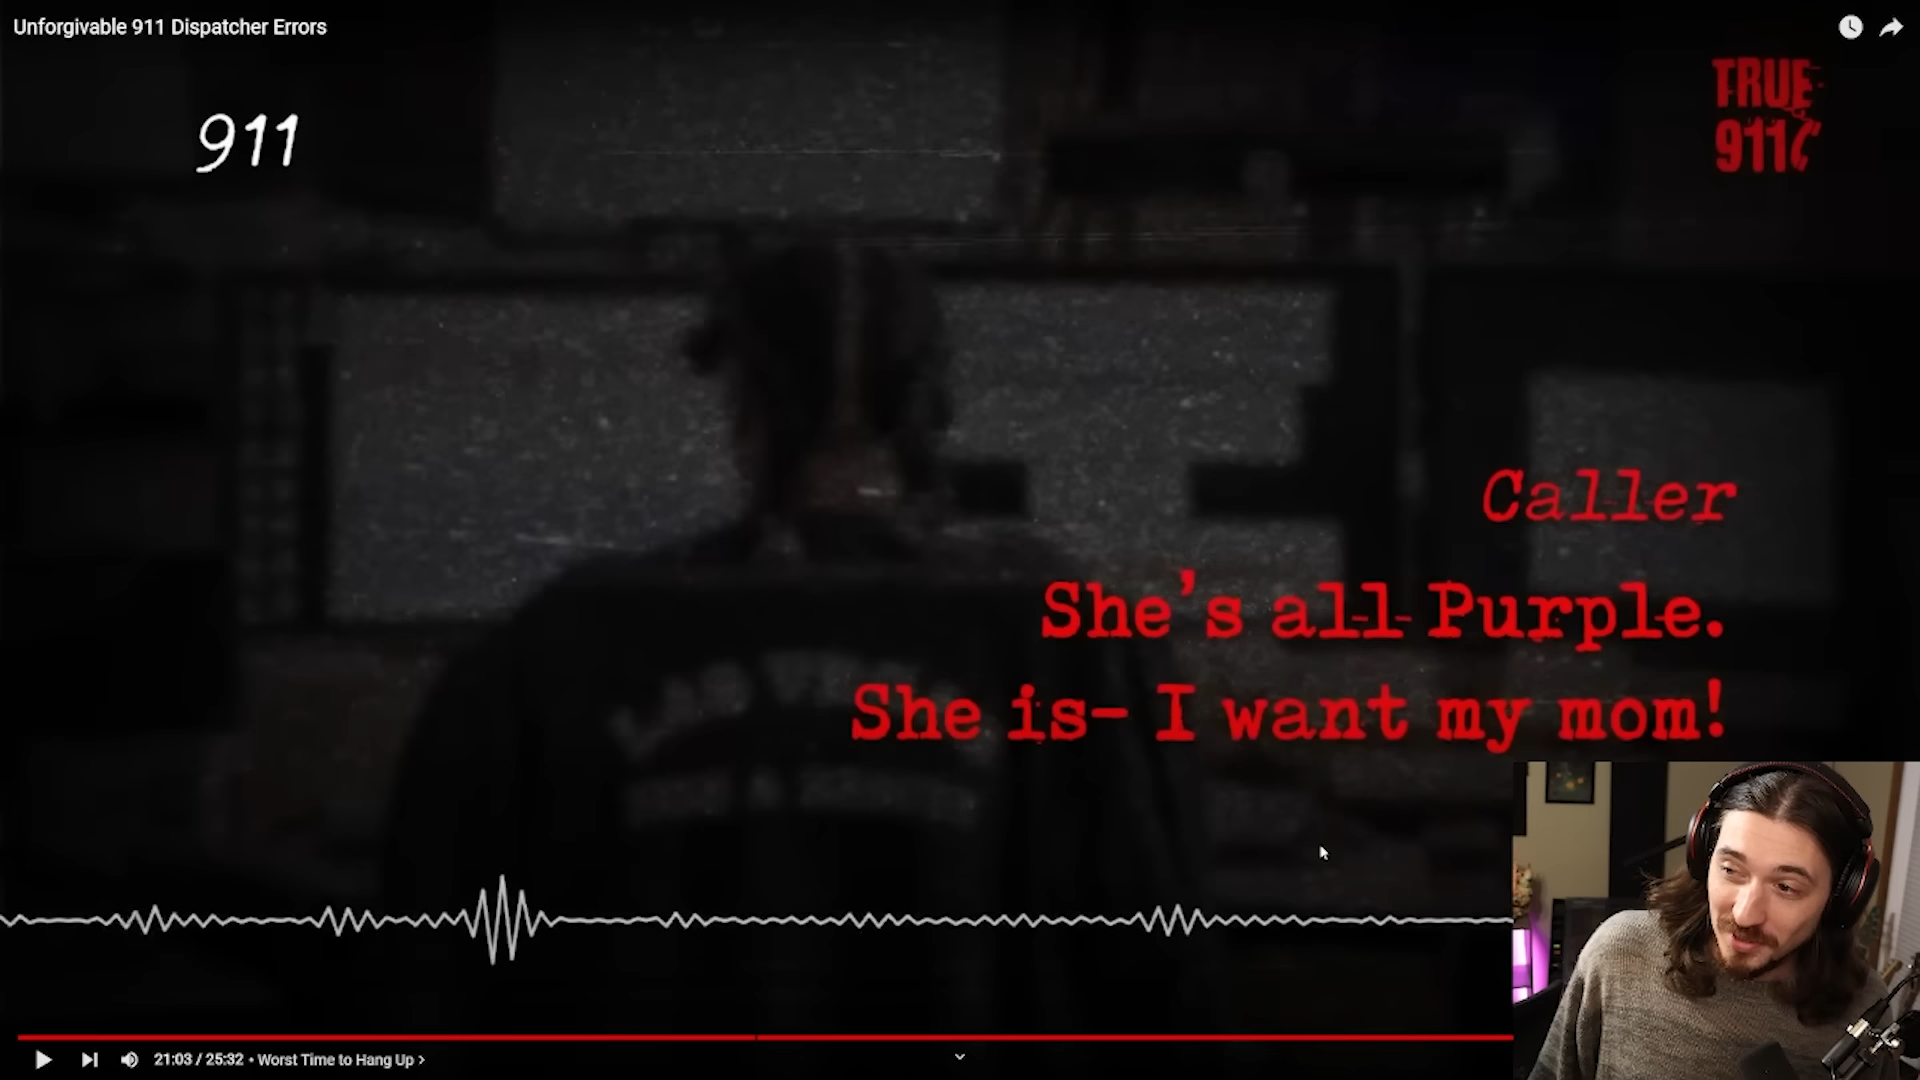 Unforgivable 911 Dispatcher Errors
911
TRUE
911
Caller
She's all Purple.
She is- I want my mom!
21:03 / 25:32 • Worst Time to Hang Up >